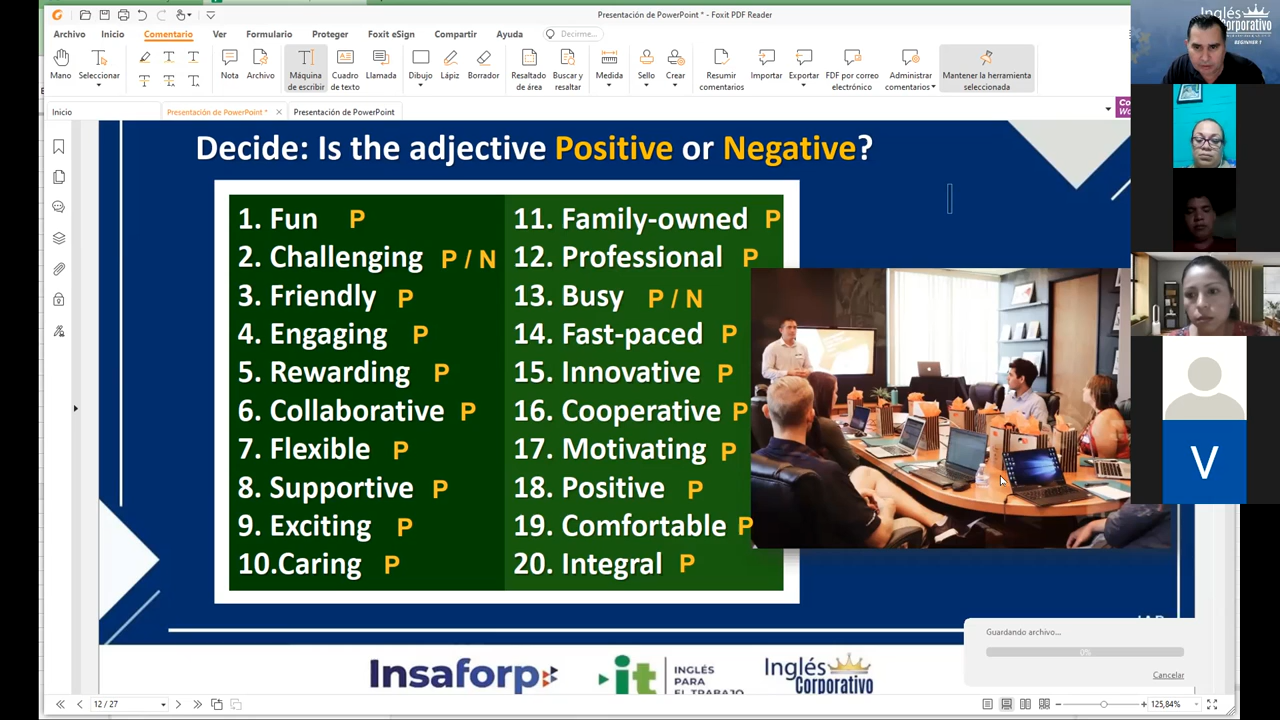 Presentación de PowerPoint * - Foxit PDF Reader
Archivo Inicio Comentario Ver Formulario Proteger Foxit eSign Compartir Ayuda Decirme...
Mano Seleccionar Nota Archivo Máquina de escribir Cuadro de texto Llamada Dibujo Lápiz Borrador Resaltado de área Buscar y resaltar Medida Sello Crear Resumir comentarios Importar Exportar PDF por correo electrónico Administrar comentarios Mantener la herramienta seleccionada
Inicio Presentación de PowerPoint * Presentación de PowerPoint
Inglés
Corporativo
BEGINNER 1
Decide: Is the adjective Positive or Negative?
1. Fun P
2. Challenging P / N
3. Friendly P
4. Engaging P
5. Rewarding P
6. Collaborative P
7. Flexible P
8. Supportive P
9. Exciting P
10.Caring P
11. Family-owned P
12. Professional P
13. Busy P / N
14. Fast-paced P
15. Innovative P
16. Cooperative P
17. Motivating P
18. Positive P
19. Comfortable P
20. Integral P
V
Guardando archivo...
0%
Cancelar
Insaforp
it INGLÉS
PARA
EL TRABAJO
Inglés
Corporativo
12 / 27
125,84%